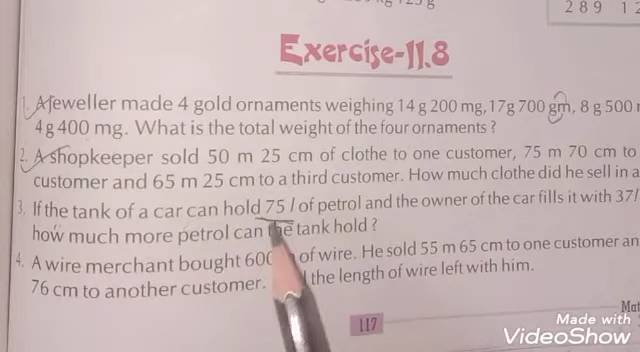 289 12
Exercise-11.8
1. A Jeweller made 4 gold ornaments weighing 14 g 200 mg, 17g 700 gm, 8 g 500
4g 400 mg. What is the total weight of the four ornaments ?
2. A shopkeeper sold 50 m 25 cm of clothe to one customer, 75 m 70 cm to
customer and 65 m 25 cm to a third customer. How much clothe did he sell in a
3. If the tank of a car can hold 75 l of petrol and the owner of the car fills it with 37l
how much more petrol can the tank hold ?
4. A wire merchant bought 600 of wire. He sold 55 m 65 cm to one customer an
76 cm to another customer. the length of wire left with him.
117
Mat
Made with
VideoShow